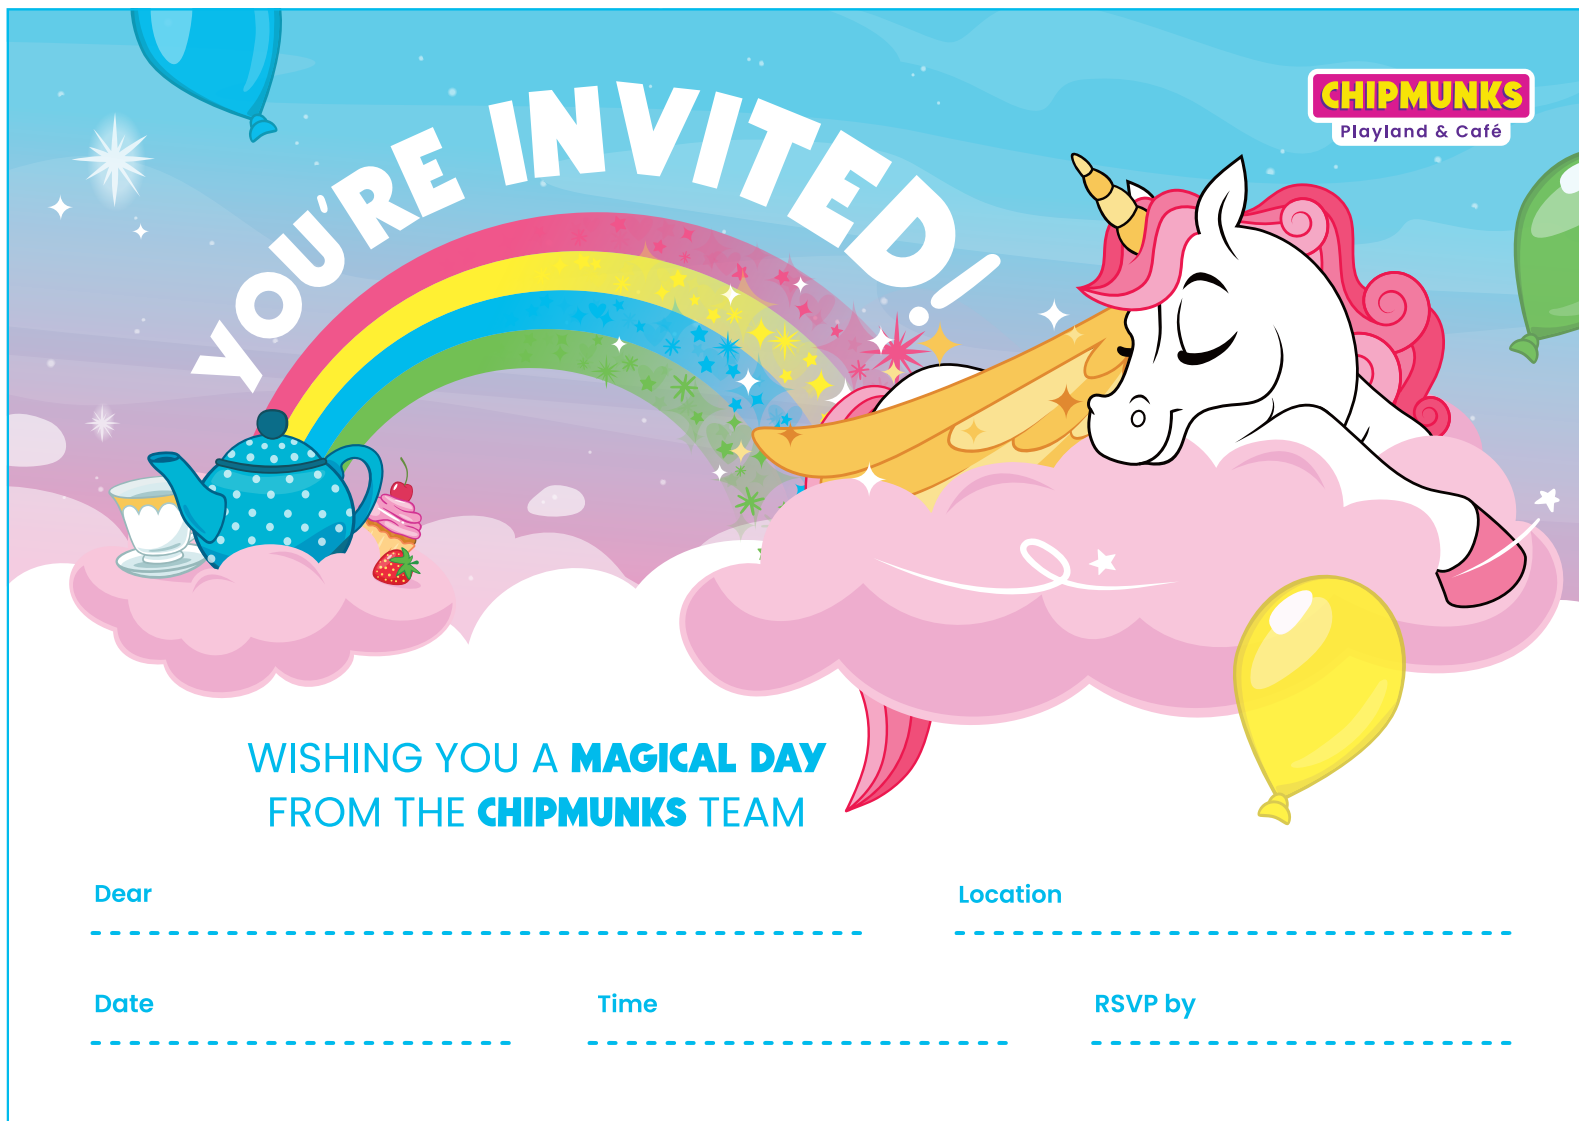 YOU'RE INVITED!
CHIPMUNKS
Playland & Café
WISHING YOU A MAGICAL DAY
FROM THE CHIPMUNKS TEAM
Dear
Location
Date
Time
RSVP by